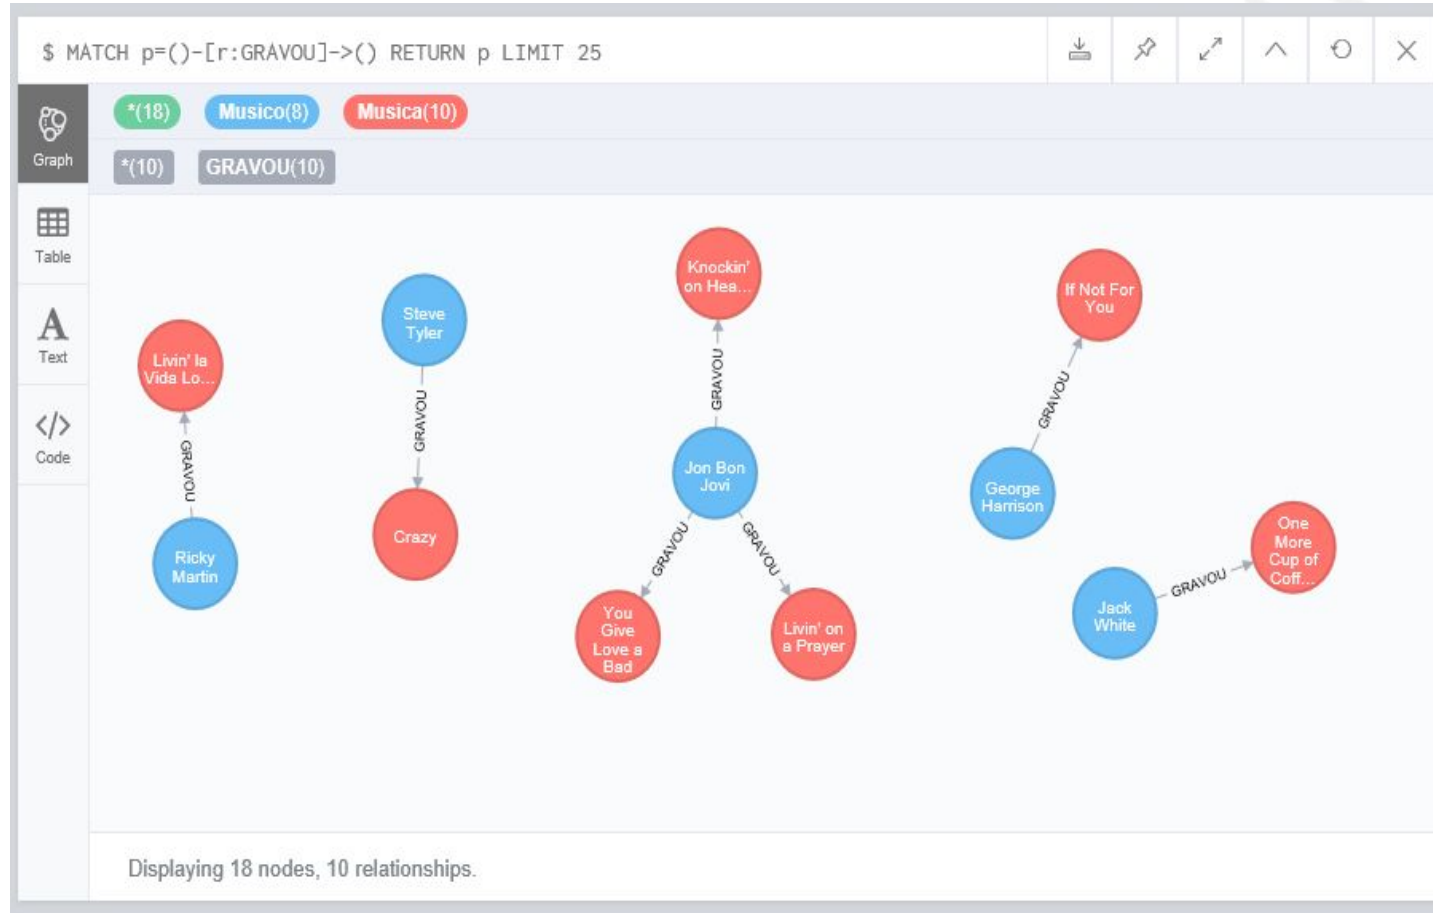 $ MATCH p=()-[r:GRAVOU]->() RETURN p LIMIT 25
*(18) Musico(8) Musica(10)
*(10) GRAVOU(10)
Graph
Table
Text
Code
Livin' la
Vida Lo...
GRAVOU
Ricky
Martin
Steve
Tyler
GRAVOU
Crazy
Knockin'
on Hea...
GRAVOU
Jon Bon
Jovi
GRAVOU
GRAVOU
You
Give
Love a
Bad
Livin' on
a Prayer
If Not For
You
GRAVOU
George
Harrison
Jack
White
GRAVOU
One
More
Cup of
Coff...
Displaying 18 nodes, 10 relationships.